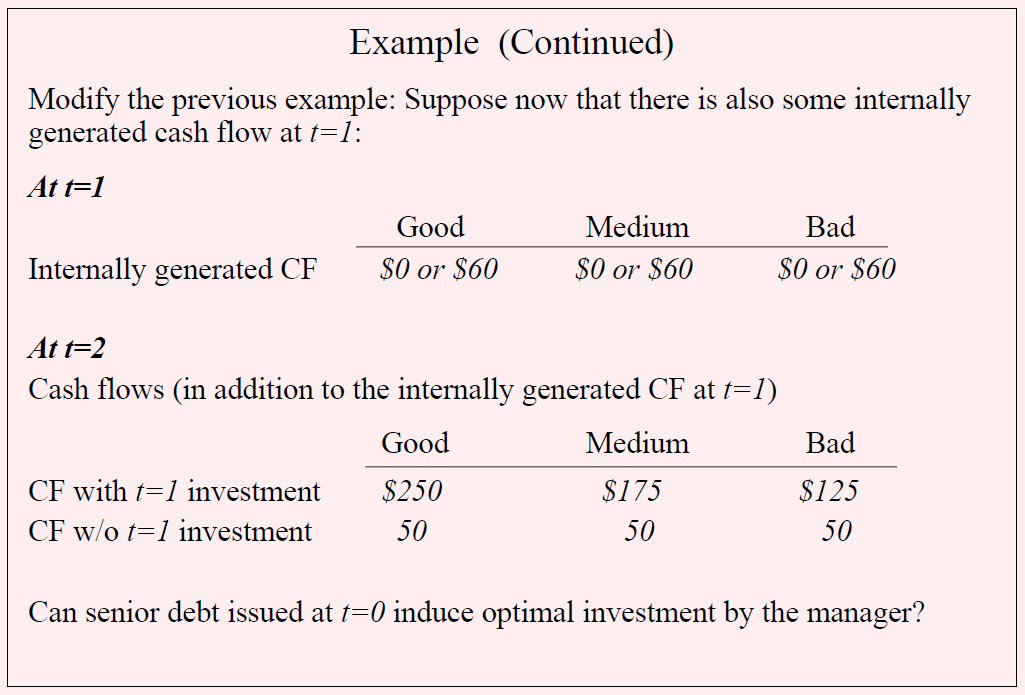 Example (Continued)
Modify the previous example: Suppose now that there is also some internally
generated cash flow at t=1:
At t=1
Good Medium Bad
Internally generated CF $0 or $60 $0 or $60 $0 or $60
At t=2
Cash flows (in addition to the internally generated CF at t=1)
Good Medium Bad
CF with t=1 investment $250 $175 $125
CF w/o t=1 investment 50 50 50
Can senior debt issued at t=0 induce optimal investment by the manager?